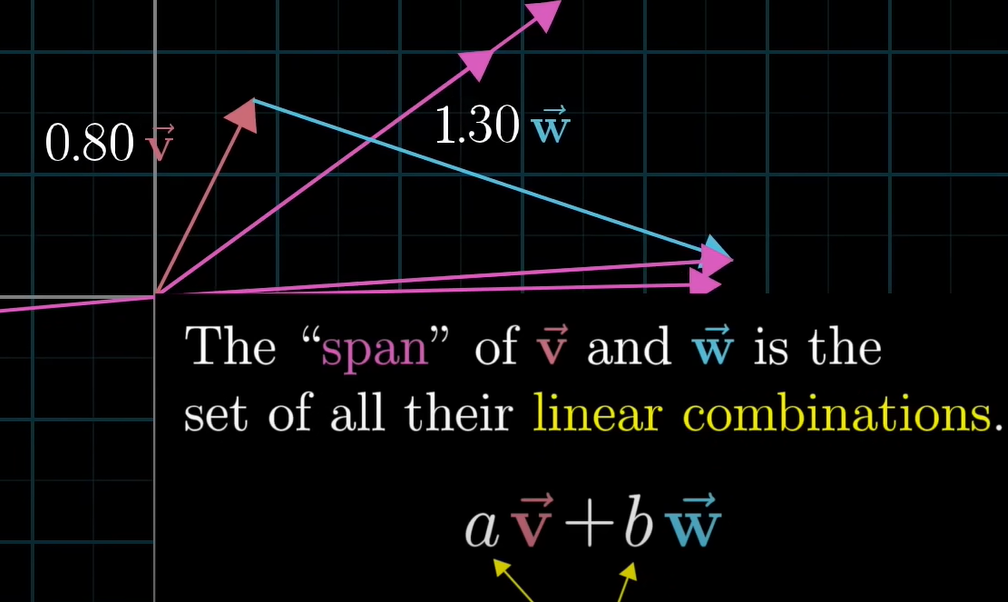 0.80 v⃗
1.30 w⃗
The “span” of v⃗ and w⃗ is the
set of all their linear combinations.
a v⃗ + b w⃗